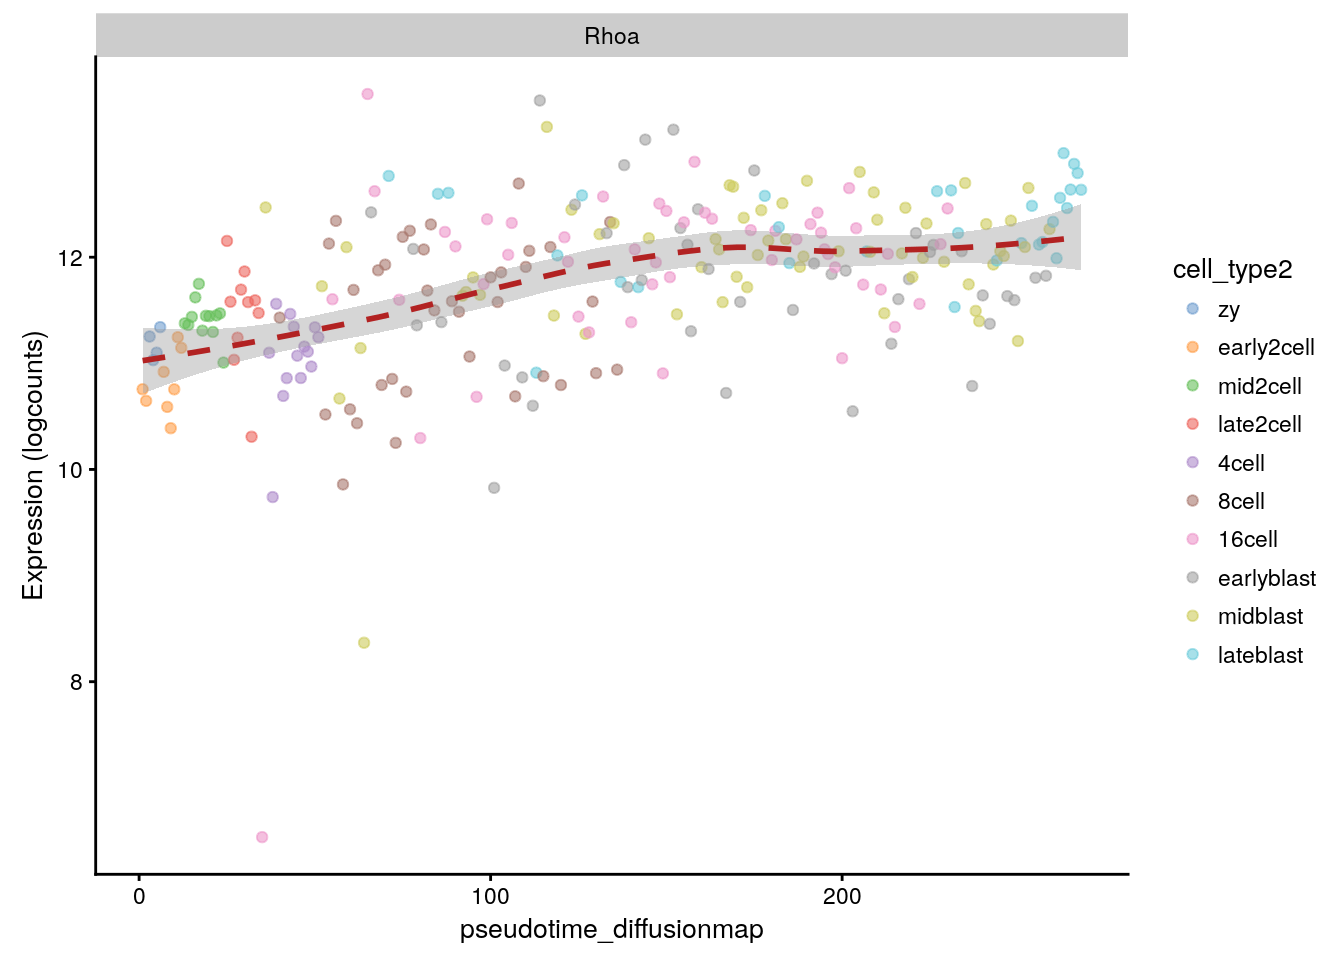 Rhoa
Expression (logcounts)
12
10
8
0
100
200
pseudotime_diffusionmap
cell_type2
zy
early2cell
mid2cell
late2cell
4cell
8cell
16cell
earlyblast
midblast
lateblast